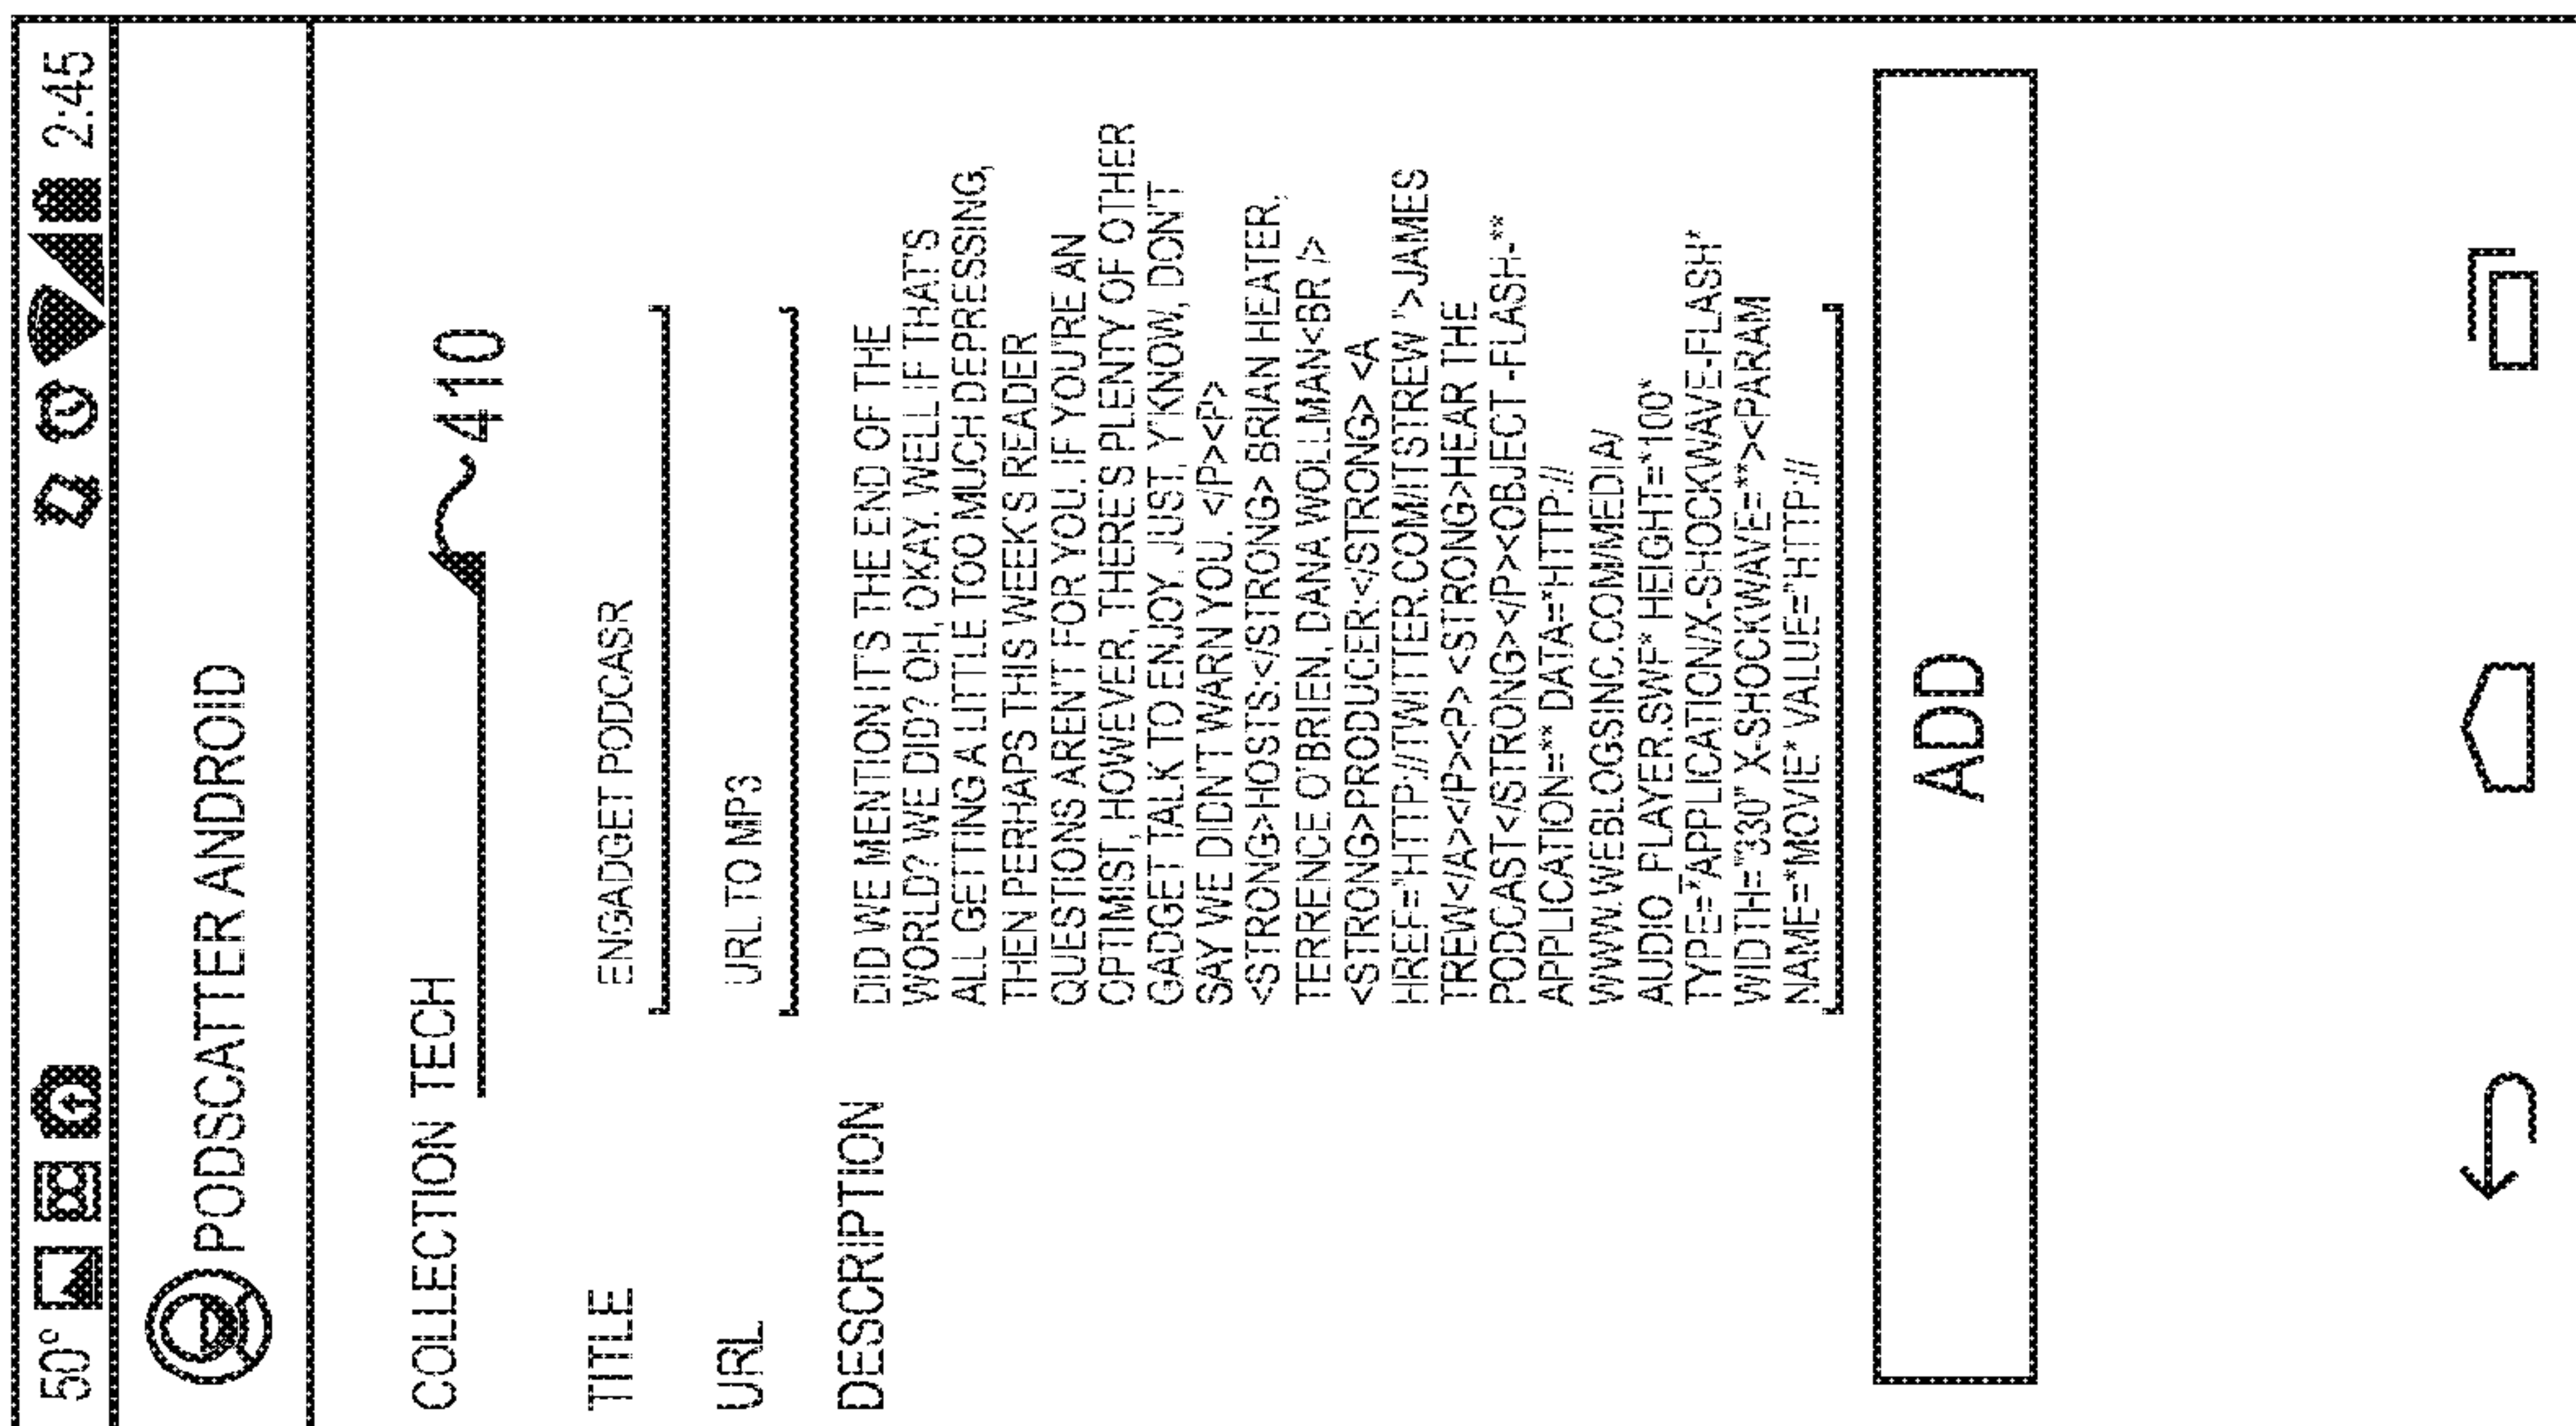 50° 2:45
PODSCATTER ANDROID
COLLECTION TECH 410
TITLE ENGADGET PODCASR
URL URL TO MP3
DESCRIPTION
DID WE MENTION IT'S THE END OF THE
WORLD? WE DID? OH, OKAY. WELL IF THAT'S
ALL GETTING A LITTLE TOO MUCH DEPRESSING,
THEN PERHAPS THIS WEEKS READER
QUESTIONS ARENT FOR YOU. IF YOU'RE AN
OPTIMIST, HOWEVER, THERE'S PLENTY OF OTHER
GADGET TALK TO ENJOY. JUST, Y'KNOW, DON'T
SAY WE DIDN'T WARN YOU. </P><P>
<STRONG>HOSTS:</STRONG> BRIAN HEATER,
TERRENCE O'BRIEN, DANA WOLLMAN<BR />
<STRONG>PRODUCER:</STRONG> <A
HREF="HTTP://TWITTER.COM/ITSTREW">JAMES
TREW</A></P><P> <STRONG>HEAR THE
PODCAST</STRONG></P><OBJECT -FLASH-**
APPLICATION=** DATA=*HTTP://
WWW.WEBLOGSINC.COM/MEDIA/
AUDIO_PLAYER.SWF* HEIGHT=*100*
TYPE=*APPLICATION/X-SHOCKWAVE-FLASH*
WIDTH="330" X-SHOCKWAVE=**><PARAM
NAME=*MOVIE* VALUE="HTTP://
ADD